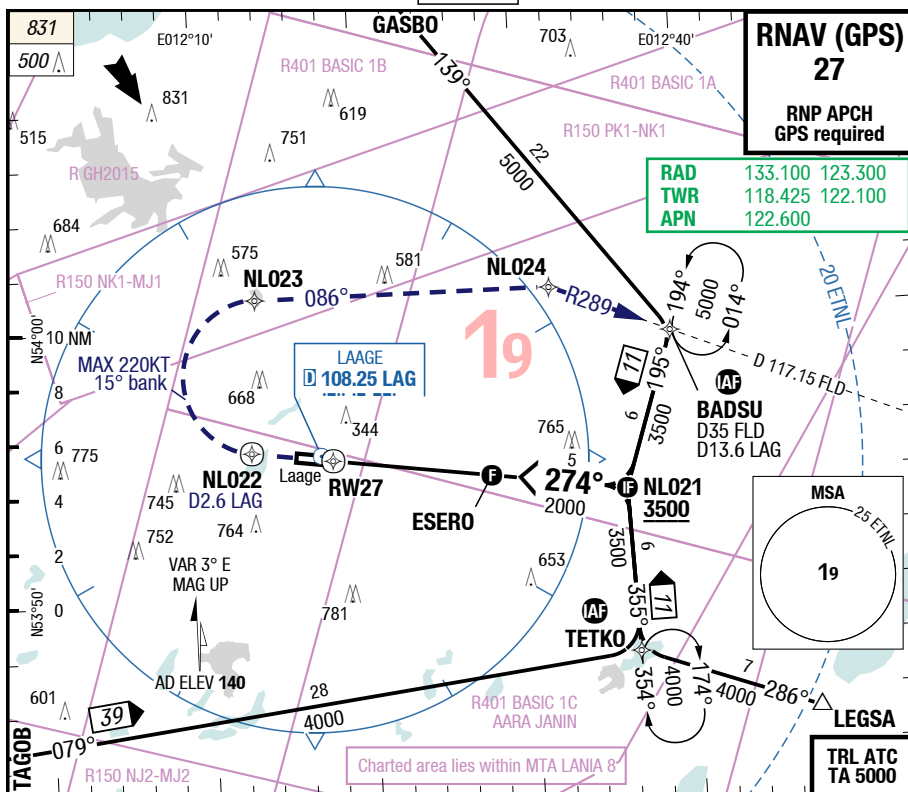 831
500
E012°10'
GASBO
703
E012°40'
RNAV (GPS)
27
RNP APCH
GPS required
139°
R401 BASIC 1B
R401 BASIC 1A
831
619
515
751
22
5000
R150 PK1-NK1
R GH2015
RAD 133.100 123.300
TWR 118.425 122.100
APN 122.600
684
575
581
NL023
NL024
R150 NK1-MJ1
086°
R289
194°
5000
014°
20 ETNL
N54°00'
10 NM
19
MAX 220KT
15° bank
LAAGE
D 108.25 LAG
11
195°
D 117.15 FLD
IAF
BADSU
D35 FLD
D13.6 LAG
8
668
344
6
3500
765
6
775
5
Laage
NL022
D2.6 LAG
RW27
F
274°
IF
NL021
3500
4
745
ESERO
2000
764
MSA
25 ETNL
19
752
2
VAR 3° E
MAG UP
653
3500
6
781
355°
11
N53°50'
0
IAF
TETKO
AD ELEV 140
354°
4000
174°
7
4000
286°
LEGSA
601
39
28
4000
R401 BASIC 1C
AARA JANIN
079°
TAGOB
R150 NJ2-MJ2
Charted area lies within MTA LANIA 8
TRL ATC
TA 5000